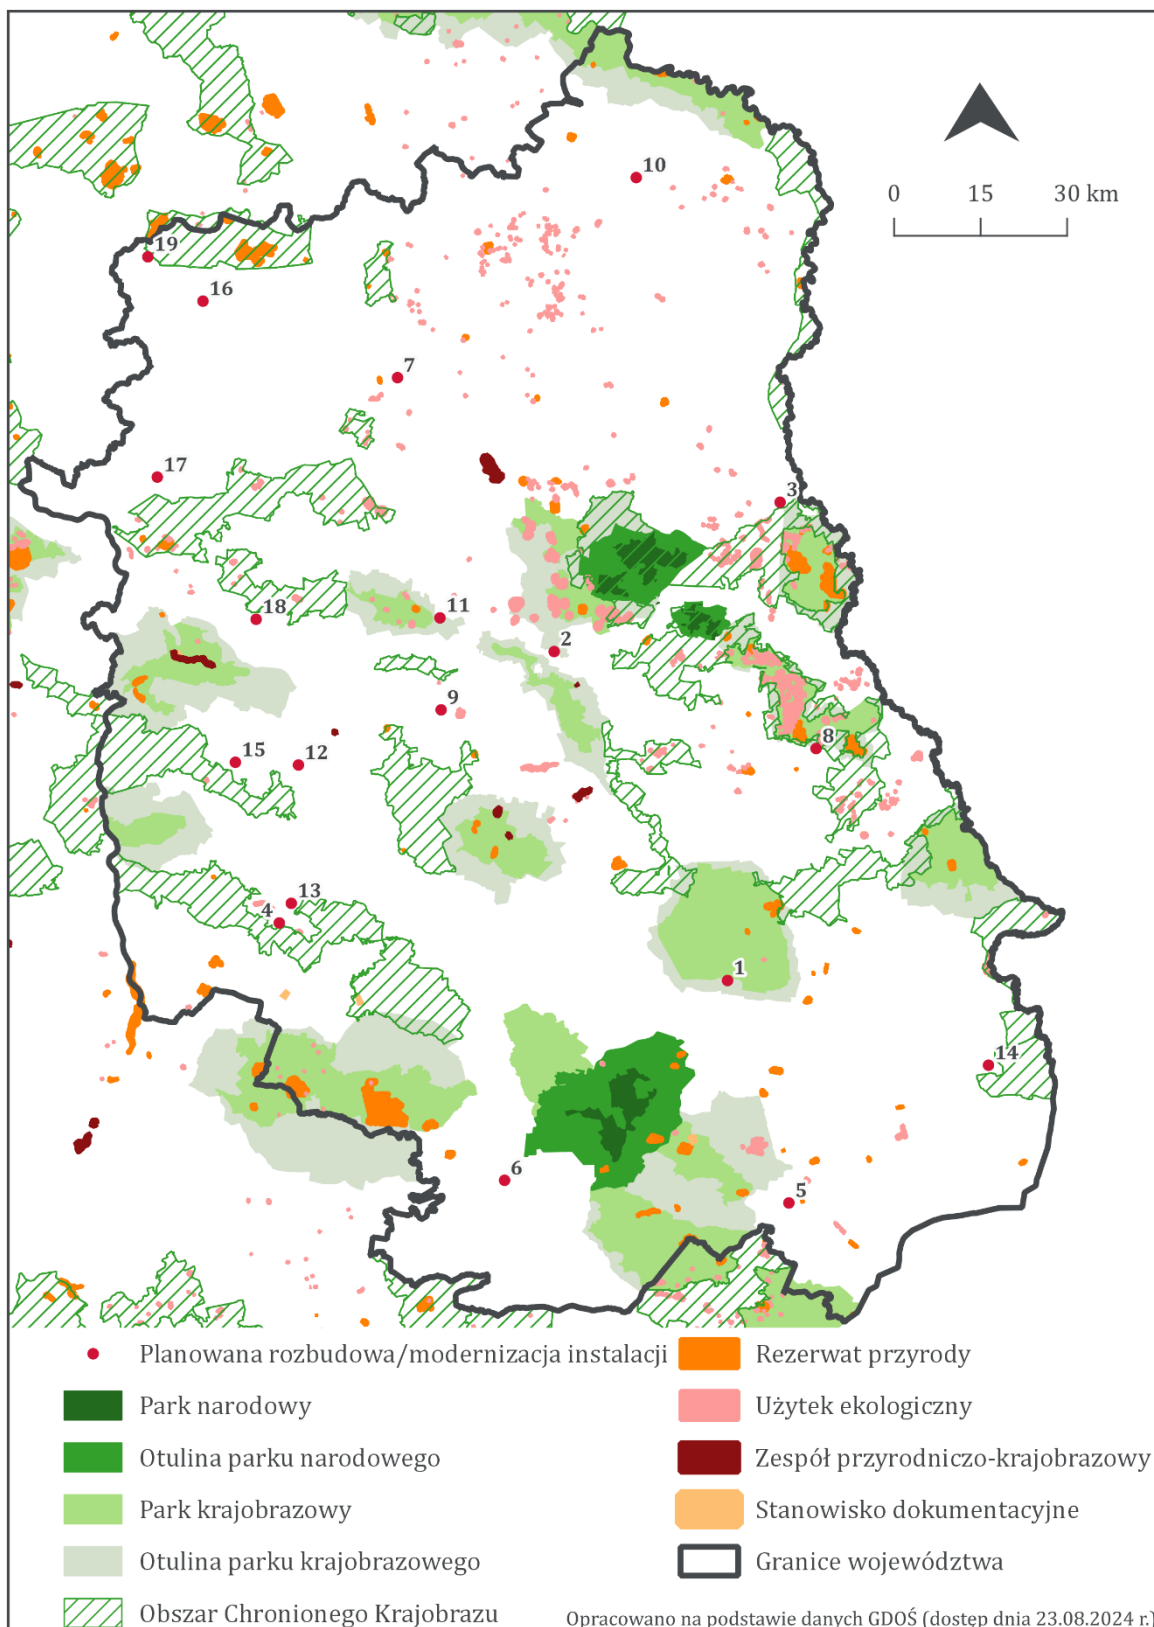 10
0 15 30 km
19
16
7
17
3
18
11
2
9
8
15
12
13
4
1
14
6
5
Planowana rozbudowa/modernizacja instalacji
Rezerwat przyrody
Park narodowy
Użytek ekologiczny
Otulina parku narodowego
Zespół przyrodniczo-krajobrazowy
Park krajobrazowy
Stanowisko dokumentacyjne
Otulina parku krajobrazowego
Granice województwa
Obszar Chronionego Krajobrazu
Opracowano na podstawie danych GDOŚ (dostęp dnia 23.08.2024 r.)